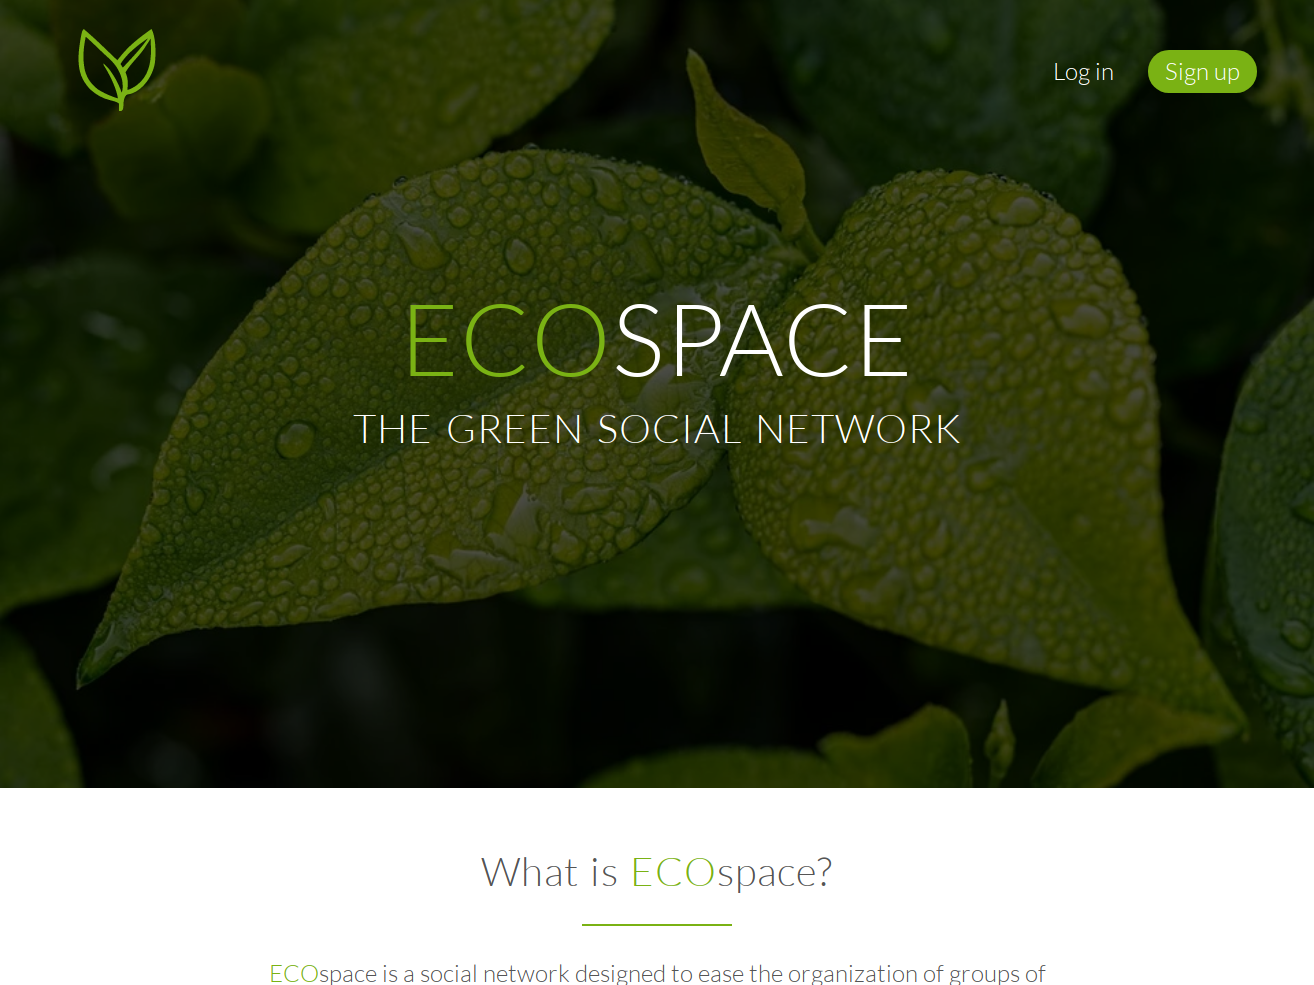 Log in
Sign up
ECOSPACE
THE GREEN SOCIAL NETWORK
What is ECOspace?
ECOspace is a social network designed to ease the organization of groups of